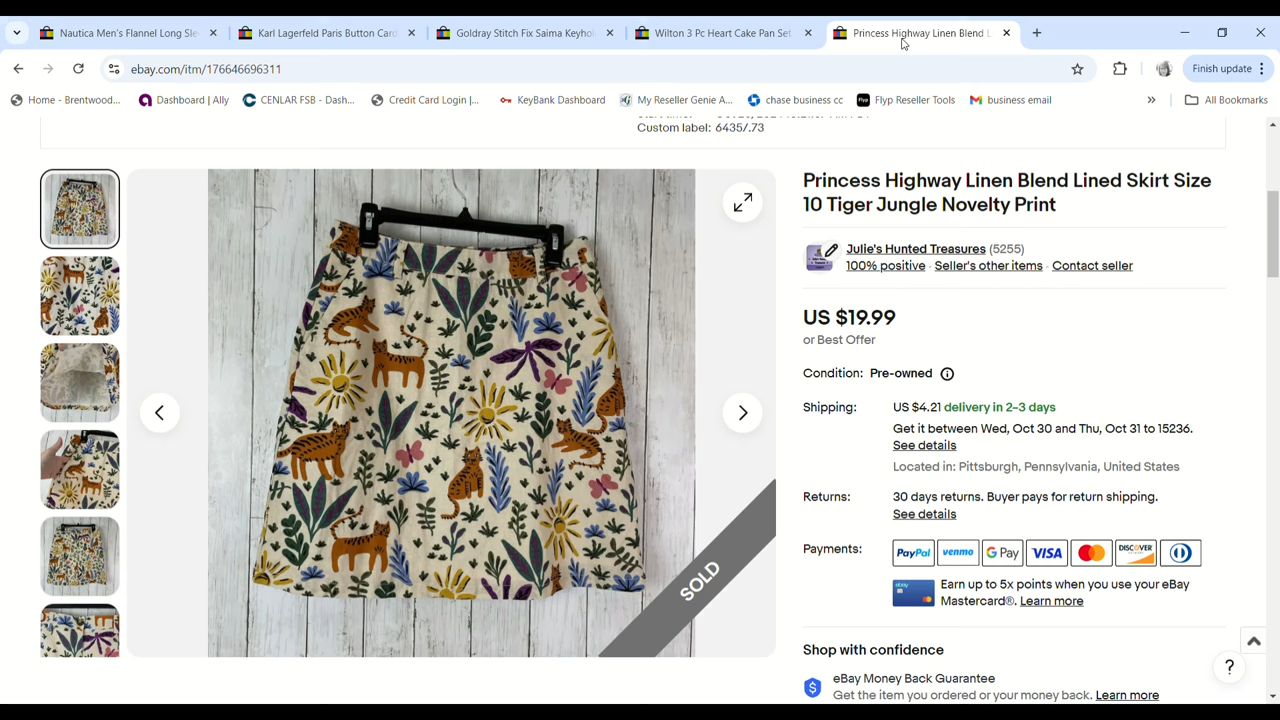 Nautica Men's Flannel Long Sle
Karl Lagerfeld Paris Button Card
Goldray Stitch Fix Saima Keyhol
Wilton 3 Pc Heart Cake Pan Set
Princess Highway Linen Blend L
ebay.com/itm/176646696311
Finish update
Home - Brentwood...
Dashboard | Ally
CENLAR FSB - Dash...
Credit Card Login |...
KeyBank Dashboard
My Reseller Genie A...
chase business cc
Flyp Reseller Tools
business email
All Bookmarks
Custom label: 6435/.73
Princess Highway Linen Blend Lined Skirt Size
10 Tiger Jungle Novelty Print
Julie's Hunted Treasures (5255)
100% positive · Seller's other items · Contact seller
US $19.99
or Best Offer
Condition: Pre-owned
Shipping: US $4.21 delivery in 2–3 days
Get it between Wed, Oct 30 and Thu, Oct 31 to 15236.
See details
Located in: Pittsburgh, Pennsylvania, United States
Returns: 30 days returns. Buyer pays for return shipping.
See details
Payments: PayPal venmo G Pay VISA DISCOVER
Earn up to 5x points when you use your eBay
Mastercard®. Learn more
SOLD
Shop with confidence
eBay Money Back Guarantee
Get the item you ordered or your money back. Learn more